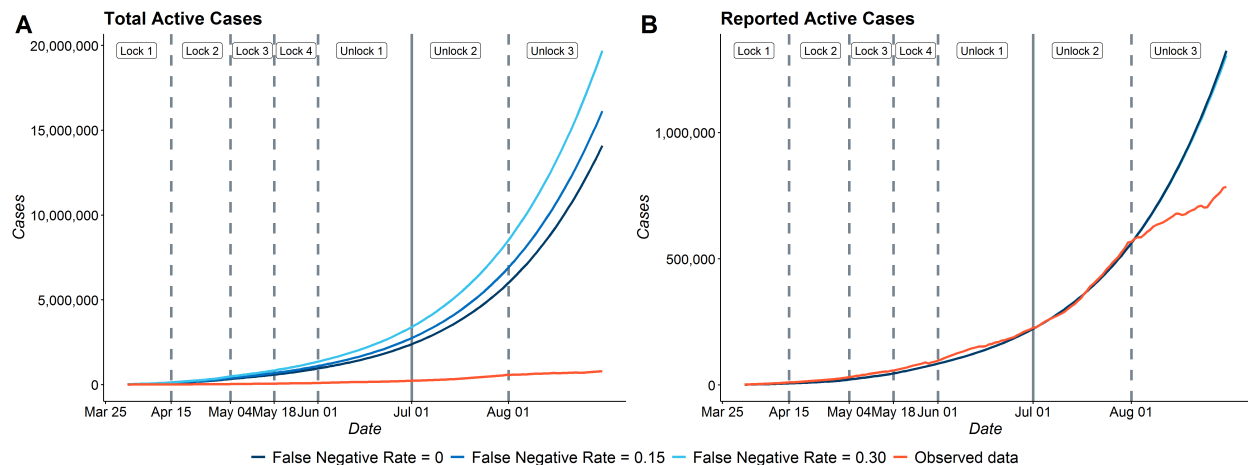 A
Total Active Cases
Lock 1
Lock 2
Lock 3
Lock 4
Unlock 1
Unlock 2
Unlock 3
20,000,000
15,000,000
10,000,000
5,000,000
0
Cases
Mar 25
Apr 15
May 04
May 18
Jun 01
Jul 01
Aug 01
Date
B
Reported Active Cases
Lock 1
Lock 2
Lock 3
Lock 4
Unlock 1
Unlock 2
Unlock 3
1,000,000
500,000
0
Cases
Mar 25
Apr 15
May 04
May 18
Jun 01
Jul 01
Aug 01
Date
False Negative Rate = 0
False Negative Rate = 0.15
False Negative Rate = 0.30
Observed data